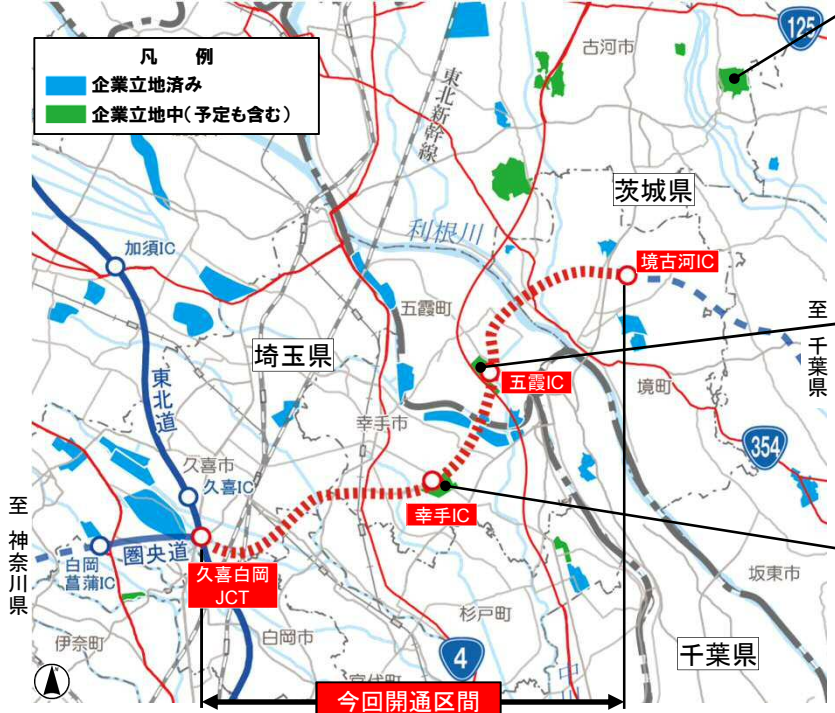 凡 例
企業立地済み
企業立地中(予定も含む)
125
古河市
東北新幹線
茨城県
利根川
加須IC
境古河IC
五霞町
至 千葉県
埼玉県
五霞IC
境町
東北道
幸手市
354
久喜市
久喜IC
幸手IC
至 神奈川県
圏央道
白岡
菖蒲IC
久喜白岡
JCT
坂東市
杉戸町
伊奈町
白岡市
4
千葉県
宮代町
今回開通区間